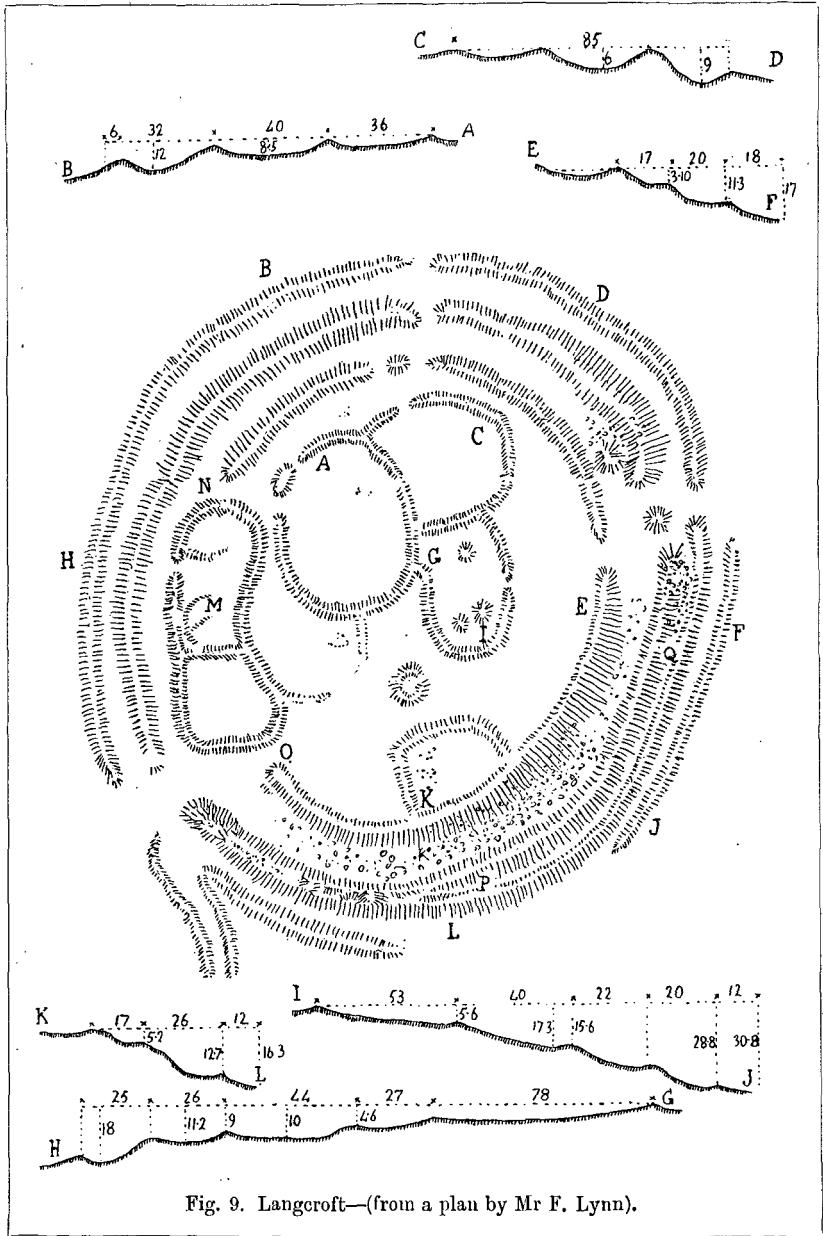 C 85 D
6 9
6 32 40 36 A
B 12 8·5
E 17 20 18
3·10 11·3 F 17
B D
C
A
N
H G
M E F
I
Q
O
K J
K
P
L
I 53 40 22 20 12
K 17 26 12 5·6 17·3 15·6 28·8 30·8
5·2 12·7 16·3
L J
25 26 44 27 78 G
H 18 11·2 9 10 4·6
Fig. 9. Langcroft—(from a plan by Mr F. Lynn).